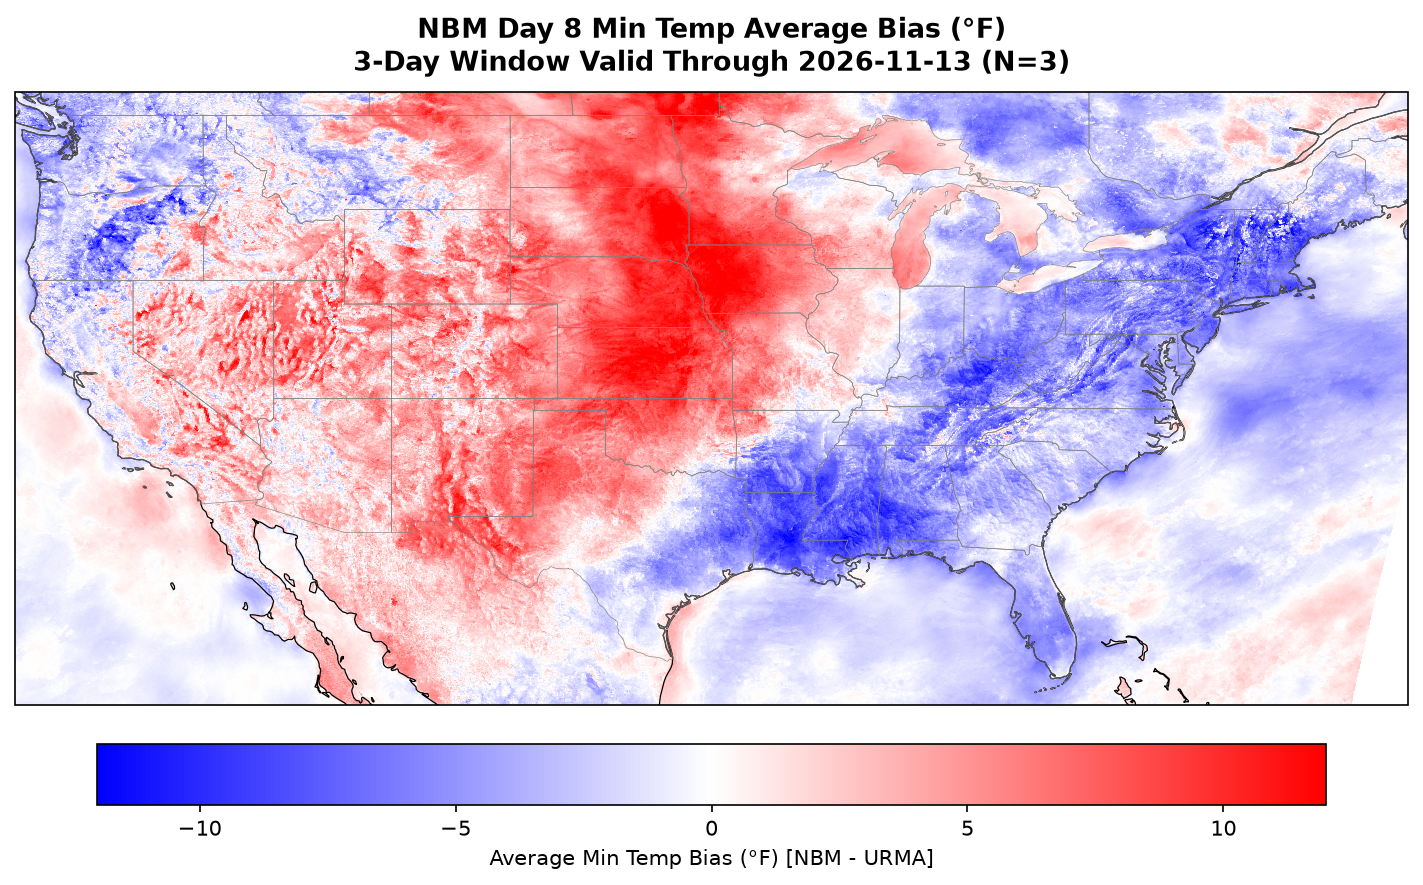 NBM Day 8 Min Temp Average Bias (°F)
3-Day Window Valid Through 2026-11-13 (N=3)
−10 −5 0 5 10
Average Min Temp Bias (°F) [NBM - URMA]